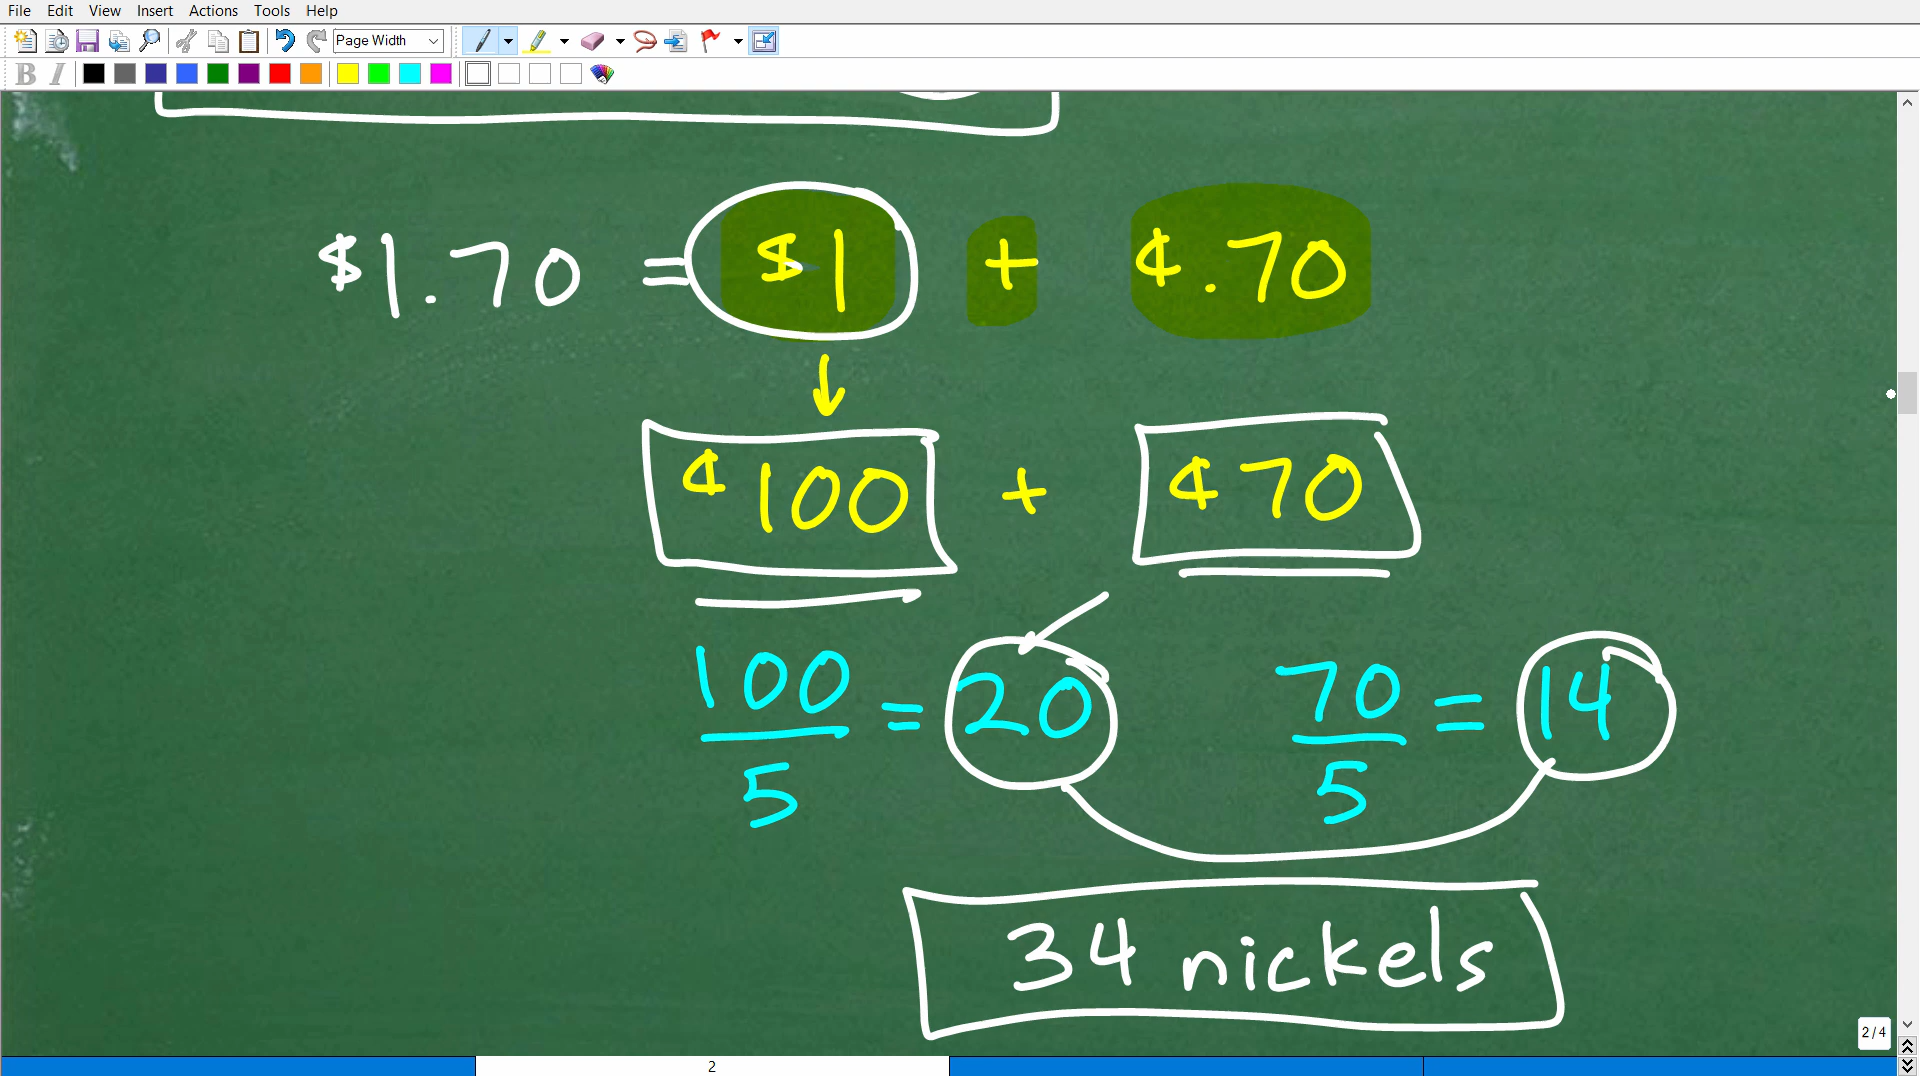 File Edit View Insert Actions Tools Help
Page Width
B I
$1.70 = $1 + ¢.70
¢100 + ¢70
100/5 = 20 70/5 = 14
34 nickels
2 / 4
2